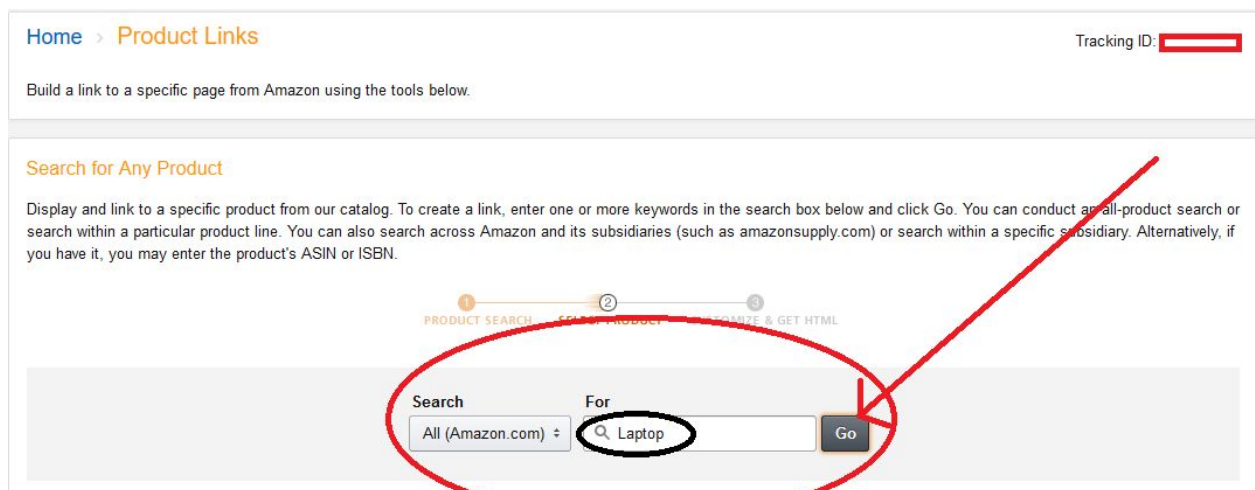 Home > Product Links
Tracking ID:
Build a link to a specific page from Amazon using the tools below.
Search for Any Product
Display and link to a specific product from our catalog. To create a link, enter one or more keywords in the search box below and click Go. You can conduct an all-product search or
search within a particular product line. You can also search across Amazon and its subsidiaries (such as amazonsupply.com) or search within a specific subsidiary. Alternatively, if
you have it, you may enter the product's ASIN or ISBN.
1 2 3
PRODUCT SEARCH SELECT PRODUCT CUSTOMIZE & GET HTML
Search For
All (Amazon.com) Laptop Go